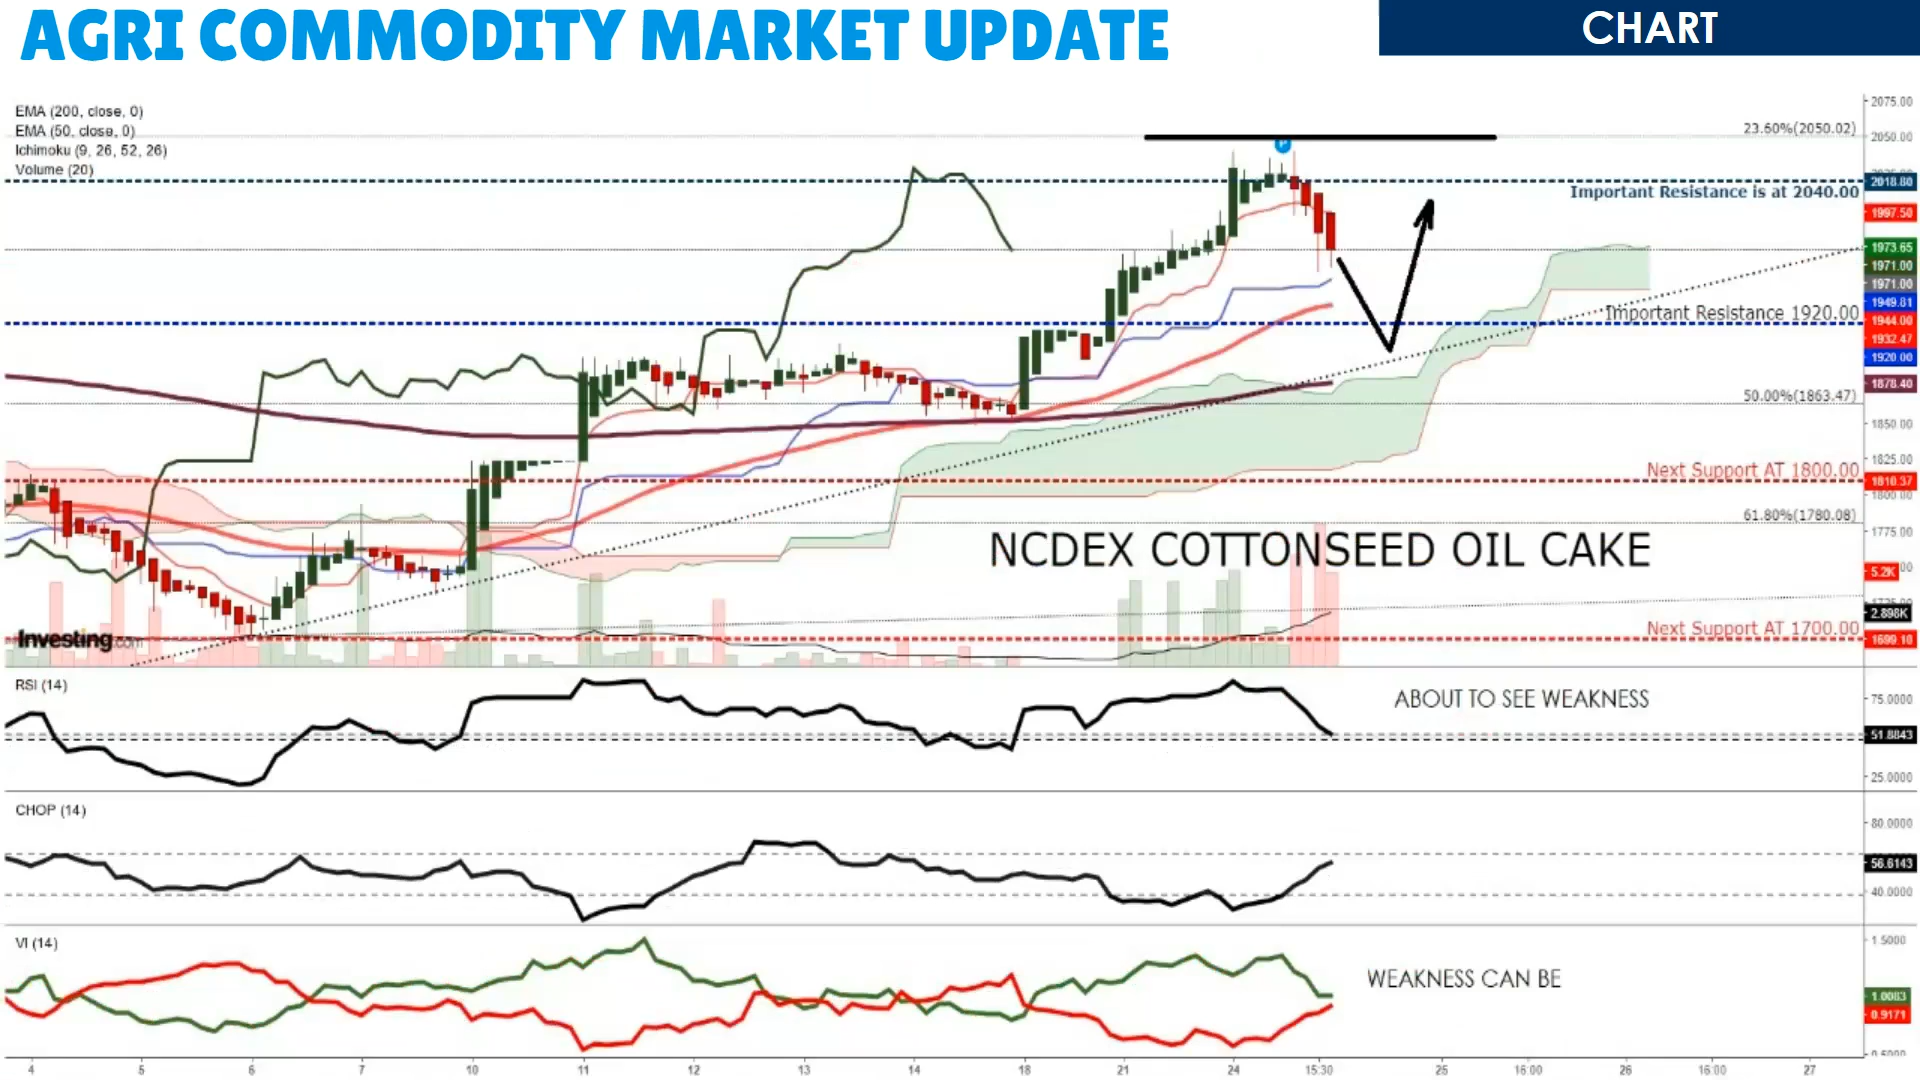 AGRI COMMODITY MARKET UPDATE
CHART
EMA (200, close, 0)
EMA (50, close, 0)
Ichimoku (9, 26, 52, 26)
Volume (20)
2075.00
23.60%(2050.02)
2050.00
P
2018.80
Important Resistance is at 2040.00
1997.50
1973.65
1971.00
1971.00
1949.81
Important Resistance 1920.00
1944.00
1932.47
1920.00
1878.40
50.00%(1863.47)
1850.00
1825.00
Next Support AT 1800.00
1810.37
1800.00
61.80%(1780.08)
1775.00
NCDEX COTTONSEED OIL CAKE
5.2K
2.898K
Next Support AT 1700.00
1699.10
Investing.com
RSI (14)
ABOUT TO SEE WEAKNESS
75.0000
51.8843
25.0000
CHOP (14)
80.0000
56.6143
40.0000
VI (14)
1.5000
WEAKNESS CAN BE
1.0083
0.9171
0.5000
4 5 6 7 10 11 12 13 14 18 21 24 15:30 25 16:00 26 16:00 27